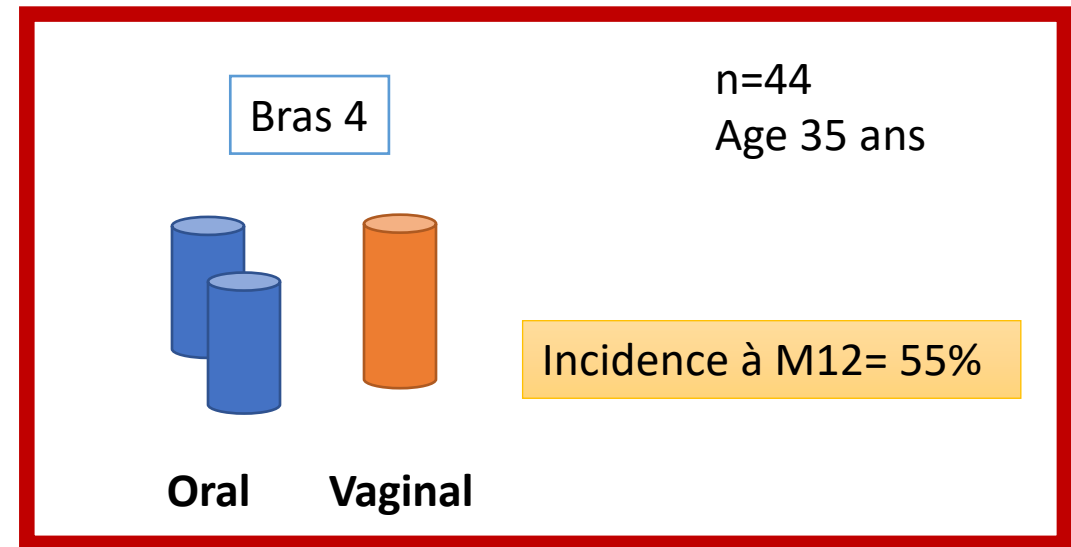 Bras 4
n=44
Age 35 ans
Incidence à M12= 55%
Oral
Vaginal